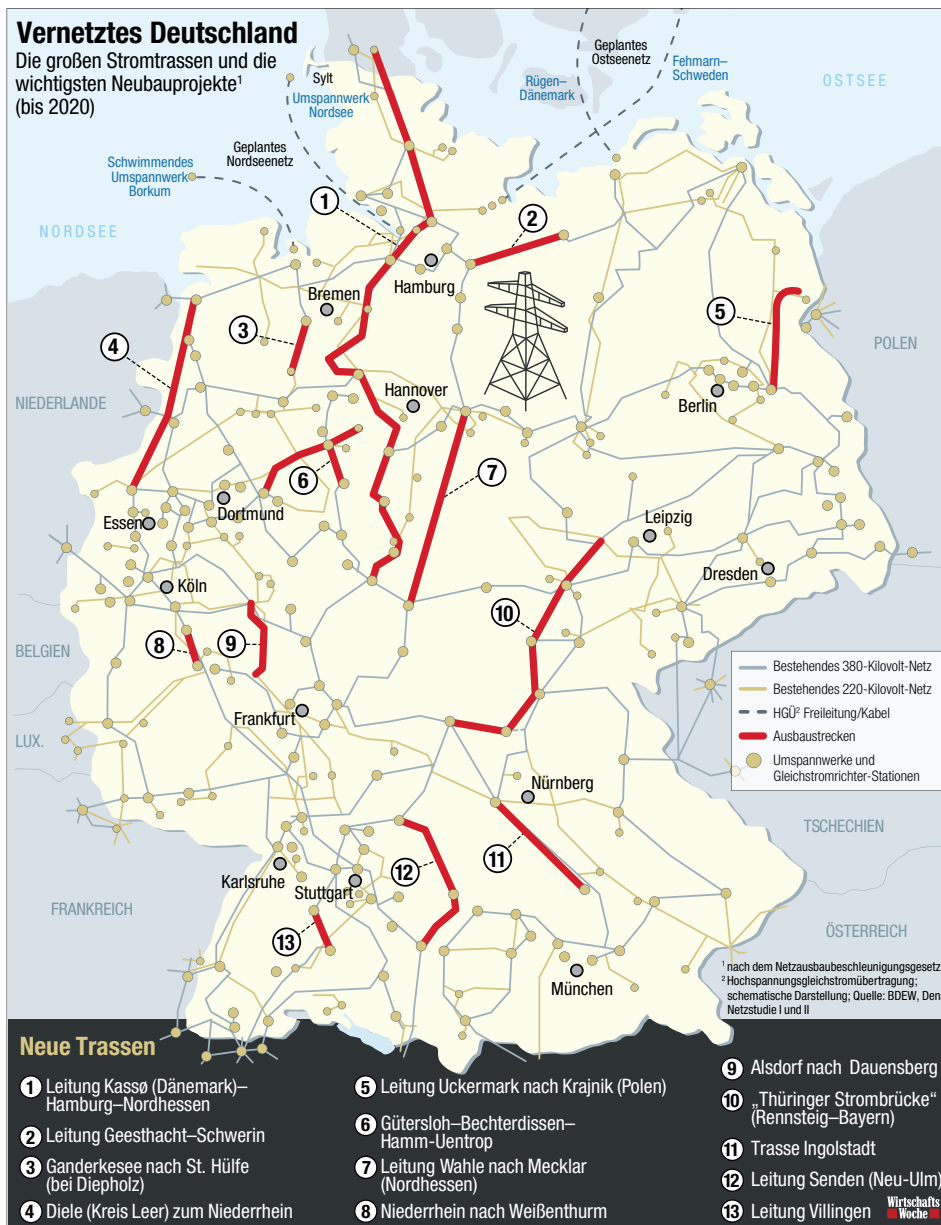 Vernetztes Deutschland
Die großen Stromtrassen und die
wichtigsten Neubauprojekte¹
(bis 2020)
Sylt
Umspannwerk
Nordsee
Geplantes
Ostseenetz
Fehmarn–
Schweden
Rügen–
Dänemark
OSTSEE
Geplantes
Nordseenetz
Schwimmendes
Umspannwerk
Borkum
NORDSEE
1
2
Hamburg
Bremen
3
4
5
POLEN
NIEDERLANDE
Hannover
Berlin
6
7
Dortmund
Essen
Leipzig
Dresden
Köln
10
BELGIEN
8
9
Frankfurt
LUX.
Bestehendes 380-Kilovolt-Netz
Bestehendes 220-Kilovolt-Netz
HGÜ² Freileitung/Kabel
Ausbaustrecken
Umspannwerke und
Gleichstromrichter-Stationen
Nürnberg
TSCHECHIEN
11
12
Karlsruhe
Stuttgart
FRANKREICH
13
ÖSTERREICH
München
¹ nach dem Netzausbaubeschleunigungsgesetz
² Hochspannungsgleichstromübertragung;
schematische Darstellung; Quelle: BDEW, Den
Netzstudie I und II
Neue Trassen
1 Leitung Kassø (Dänemark)–
Hamburg–Nordhessen
2 Leitung Geesthacht–Schwerin
3 Ganderkesee nach St. Hülfe
(bei Diepholz)
4 Diele (Kreis Leer) zum Niederrhein
5 Leitung Uckermark nach Krajnik (Polen)
6 Gütersloh–Bechterdissen–
Hamm-Uentrop
7 Leitung Wahle nach Mecklar
(Nordhessen)
8 Niederrhein nach Weißenthurm
9 Alsdorf nach Dauensberg
10 „Thüringer Strombrücke“
(Rennsteig–Bayern)
11 Trasse Ingolstadt
12 Leitung Senden (Neu-Ulm)
13 Leitung Villingen
Wirtschafts
Woche